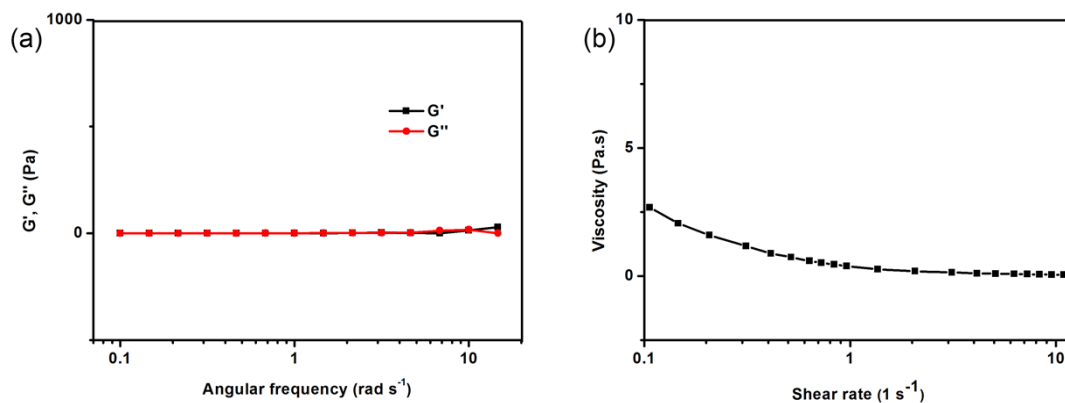 (a)
1000
0
G', G'' (Pa)
G'
G''
0.1
1
10
Angular frequency (rad s⁻¹)
(b)
10
5
0
Viscosity (Pa.s)
0.1
1
10
Shear rate (1 s⁻¹)